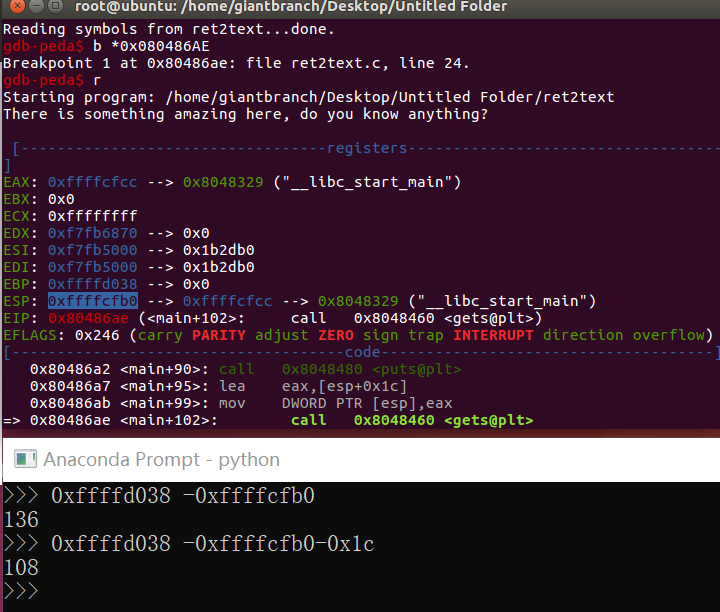 root@ubuntu: /home/giantbranch/Desktop/Untitled Folder
Reading symbols from ret2text...done.
gdb-peda$ b *0x080486AE
Breakpoint 1 at 0x80486ae: file ret2text.c, line 24.
gdb-peda$ r
Starting program: /home/giantbranch/Desktop/Untitled Folder/ret2text
There is something amazing here, do you know anything?
[----------------------------------registers-----------------------------------
]
EAX: 0xffffcfcc --> 0x8048329 ("__libc_start_main")
EBX: 0x0
ECX: 0xffffffff
EDX: 0xf7fb6870 --> 0x0
ESI: 0xf7fb5000 --> 0x1b2db0
EDI: 0xf7fb5000 --> 0x1b2db0
EBP: 0xffffd038 --> 0x0
ESP: 0xffffcfb0 --> 0xffffcfcc --> 0x8048329 ("__libc_start_main")
EIP: 0x80486ae (<main+102>:     call   0x8048460 <gets@plt>)
EFLAGS: 0x246 (carry PARITY adjust ZERO sign trap INTERRUPT direction overflow)
[-------------------------------------code-------------------------------------]
   0x80486a2 <main+90>: call   0x8048480 <puts@plt>
   0x80486a7 <main+95>: lea    eax,[esp+0x1c]
   0x80486ab <main+99>: mov    DWORD PTR [esp],eax
=> 0x80486ae <main+102>:        call   0x8048460 <gets@plt>
Anaconda Prompt - python
>>> 0xffffd038 -0xffffcfb0
136
>>> 0xffffd038 -0xffffcfb0-0x1c
108
>>>